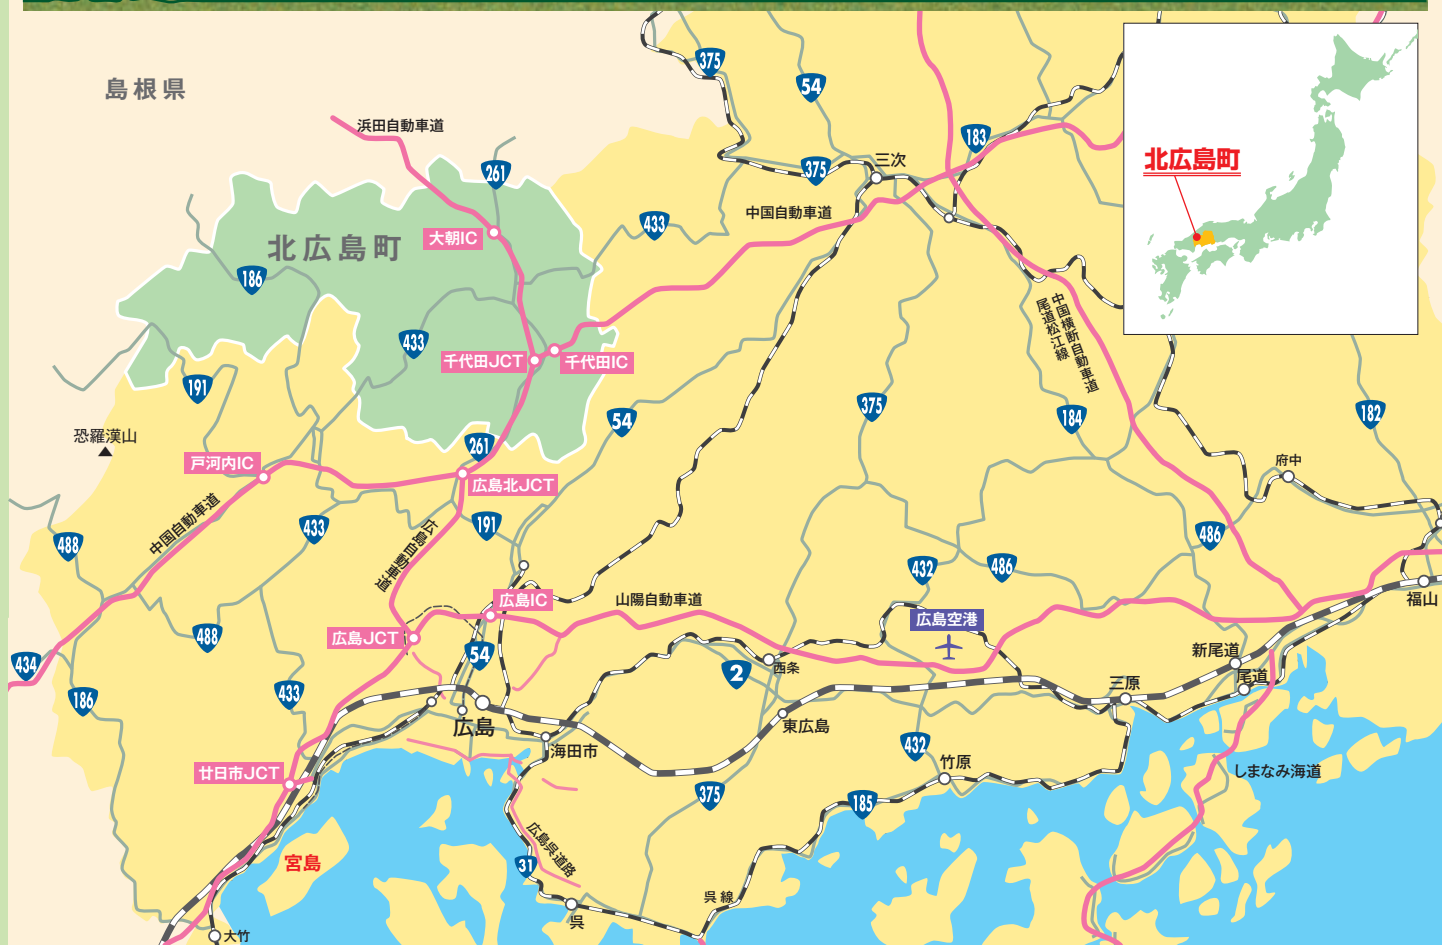 島根県
浜田自動車道
375
54
183
261
375
三次
北広島町
433
中国自動車道
大朝IC
北広島町
186
433
千代田JCT
千代田IC
中国横断自動車道
尾道松江線
191
54
375
184
182
恐羅漢山
261
戸河内IC
広島北JCT
府中
中国自動車道
433
広島自動車道
191
486
488
432
486
広島IC
山陽自動車道
福山
広島空港
488
広島JCT
54
新尾道
434
西条
2
尾道
186
433
三原
広島
東広島
海田市
432
竹原
廿日市JCT
しまなみ海道
375
185
宮島
広島呉道路
31
呉線
呉
大竹